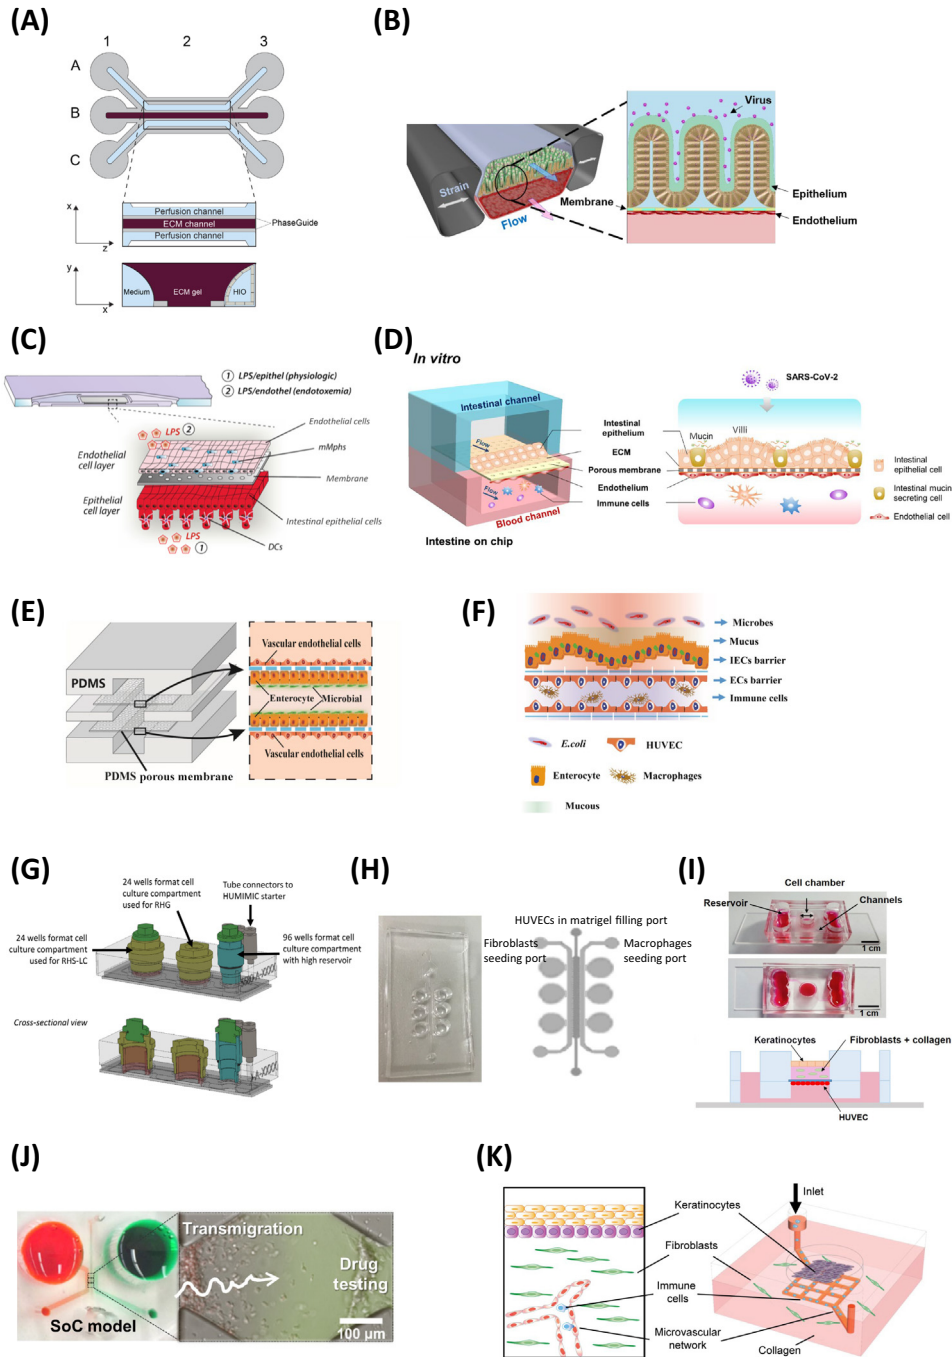 (A)
1 2 3
A
B
C
x
z
Perfusion channel
ECM channel
Perfusion channel
PhaseGuide
y
x
Medium
ECM gel
HIO
(B)
Strain
Flow
Membrane
Virus
Epithelium
Endothelium
(C)
1 LPS/epithel (physiologic)
2 LPS/endothel (endotoxemia)
LPS 2
Endothelial
cell layer
Epithelial
cell layer
Endothelial cells
mMphs
Membrane
Intestinal epithelial cells
DCs
LPS
1
(D)
In vitro
Intestinal channel
Flow
Flow
Blood channel
Intestine on chip
Intestinal
epithelium
ECM
Porous membrane
Endothelium
Immune cells
SARS-CoV-2
Mucin
Villi
Intestinal
epithelial cell
Intestinal mucin
secreting cell
Endothelial cell
(E)
PDMS
PDMS porous membrane
Vascular endothelial cells
Enterocyte
Microbial
Vascular endothelial cells
(F)
Microbes
Mucus
IECs barrier
ECs barrier
Immune cells
E.coli
HUVEC
Enterocyte
Macrophages
Mucous
(G)
24 wells format cell
culture compartment
used for RHG
Tube connectors to
HUMIMIC starter
24 wells format cell
culture compartment
used for RHS-LC
96 wells format cell
culture compartment
with high reservoir
Cross-sectional view
(H)
HUVECs in matrigel filling port
Fibroblasts
seeding port
Macrophages
seeding port
(I)
Cell chamber
Reservoir
Channels
1 cm
1 cm
Keratinocytes
Fibroblasts + collagen
HUVEC
(J)
SoC model
Transmigration
Drug
testing
100 µm
(K)
Keratinocytes
Fibroblasts
Immune
cells
Microvascular
network
Inlet
Collagen